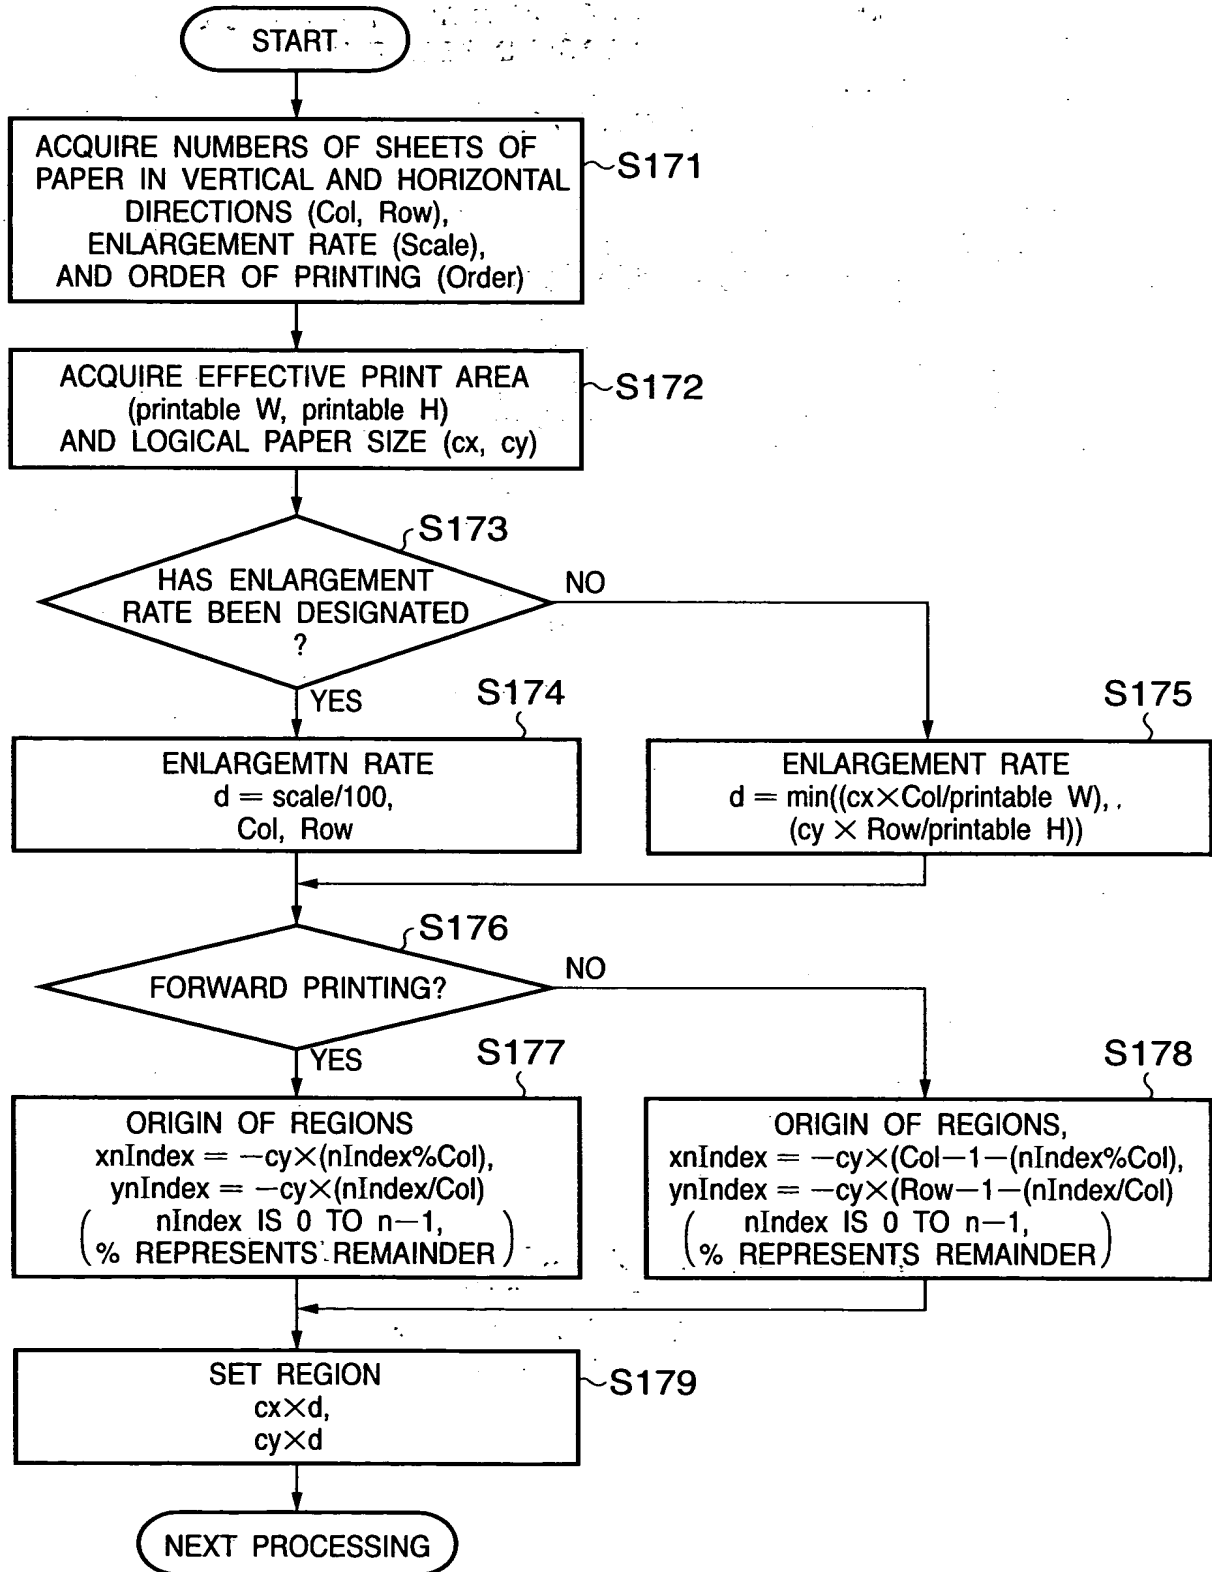 START
ACQUIRE NUMBERS OF SHEETS OF
PAPER IN VERTICAL AND HORIZONTAL
DIRECTIONS (Col, Row),
ENLARGEMENT RATE (Scale),
AND ORDER OF PRINTING (Order)
S171
ACQUIRE EFFECTIVE PRINT AREA
(printable W, printable H)
AND LOGICAL PAPER SIZE (cx, cy)
S172
S173
HAS ENLARGEMENT
RATE BEEN DESIGNATED
?
NO
YES
S174
ENLARGEMTN RATE
d = scale/100,
Col, Row
S175
ENLARGEMENT RATE
d = min((cx×Col/printable W),
(cy × Row/printable H))
S176
FORWARD PRINTING?
NO
YES
S177
ORIGIN OF REGIONS
xnIndex = −cy×(nIndex%Col),
ynIndex = −cy×(nIndex/Col)
(nIndex IS 0 TO n−1,
% REPRESENTS REMAINDER)
S178
ORIGIN OF REGIONS,
xnIndex = −cy×(Col−1−(nIndex%Col),
ynIndex = −cy×(Row−1−(nIndex/Col)
(nIndex IS 0 TO n−1,
% REPRESENTS REMAINDER)
SET REGION
cx×d,
cy×d
S179
NEXT PROCESSING